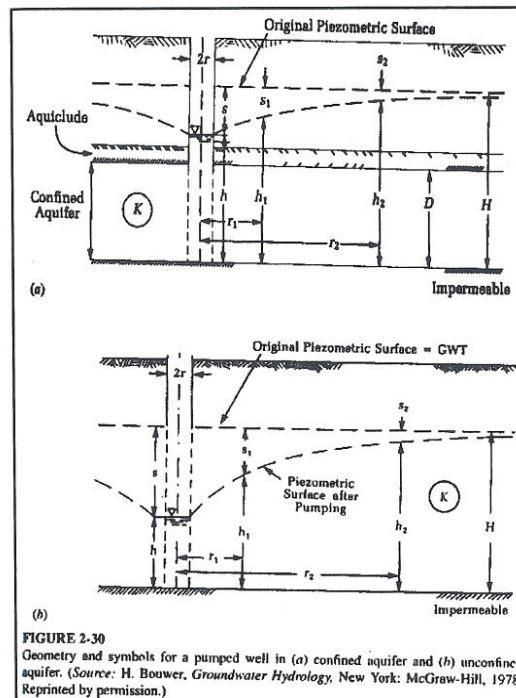 Original Piezometric Surface
2r
s₂
s
s₁
Aquiclude
Confined
Aquifer
K
h
h₁
h₂
D
H
r₁
r₂
(a)
Impermeable
Original Piezometric Surface = GWT
2r
s₂
s
s₁
Piezometric
Surface after
Pumping
K
h
h₁
h₂
H
r₁
r₂
(b)
Impermeable
FIGURE 2-30
Geometry and symbols for a pumped well in (a) confined aquifer and (b) unconfine
aquifer. (Source: H. Bouwer, Groundwater Hydrology, New York: McGraw-Hill, 1978
Reprinted by permission.)